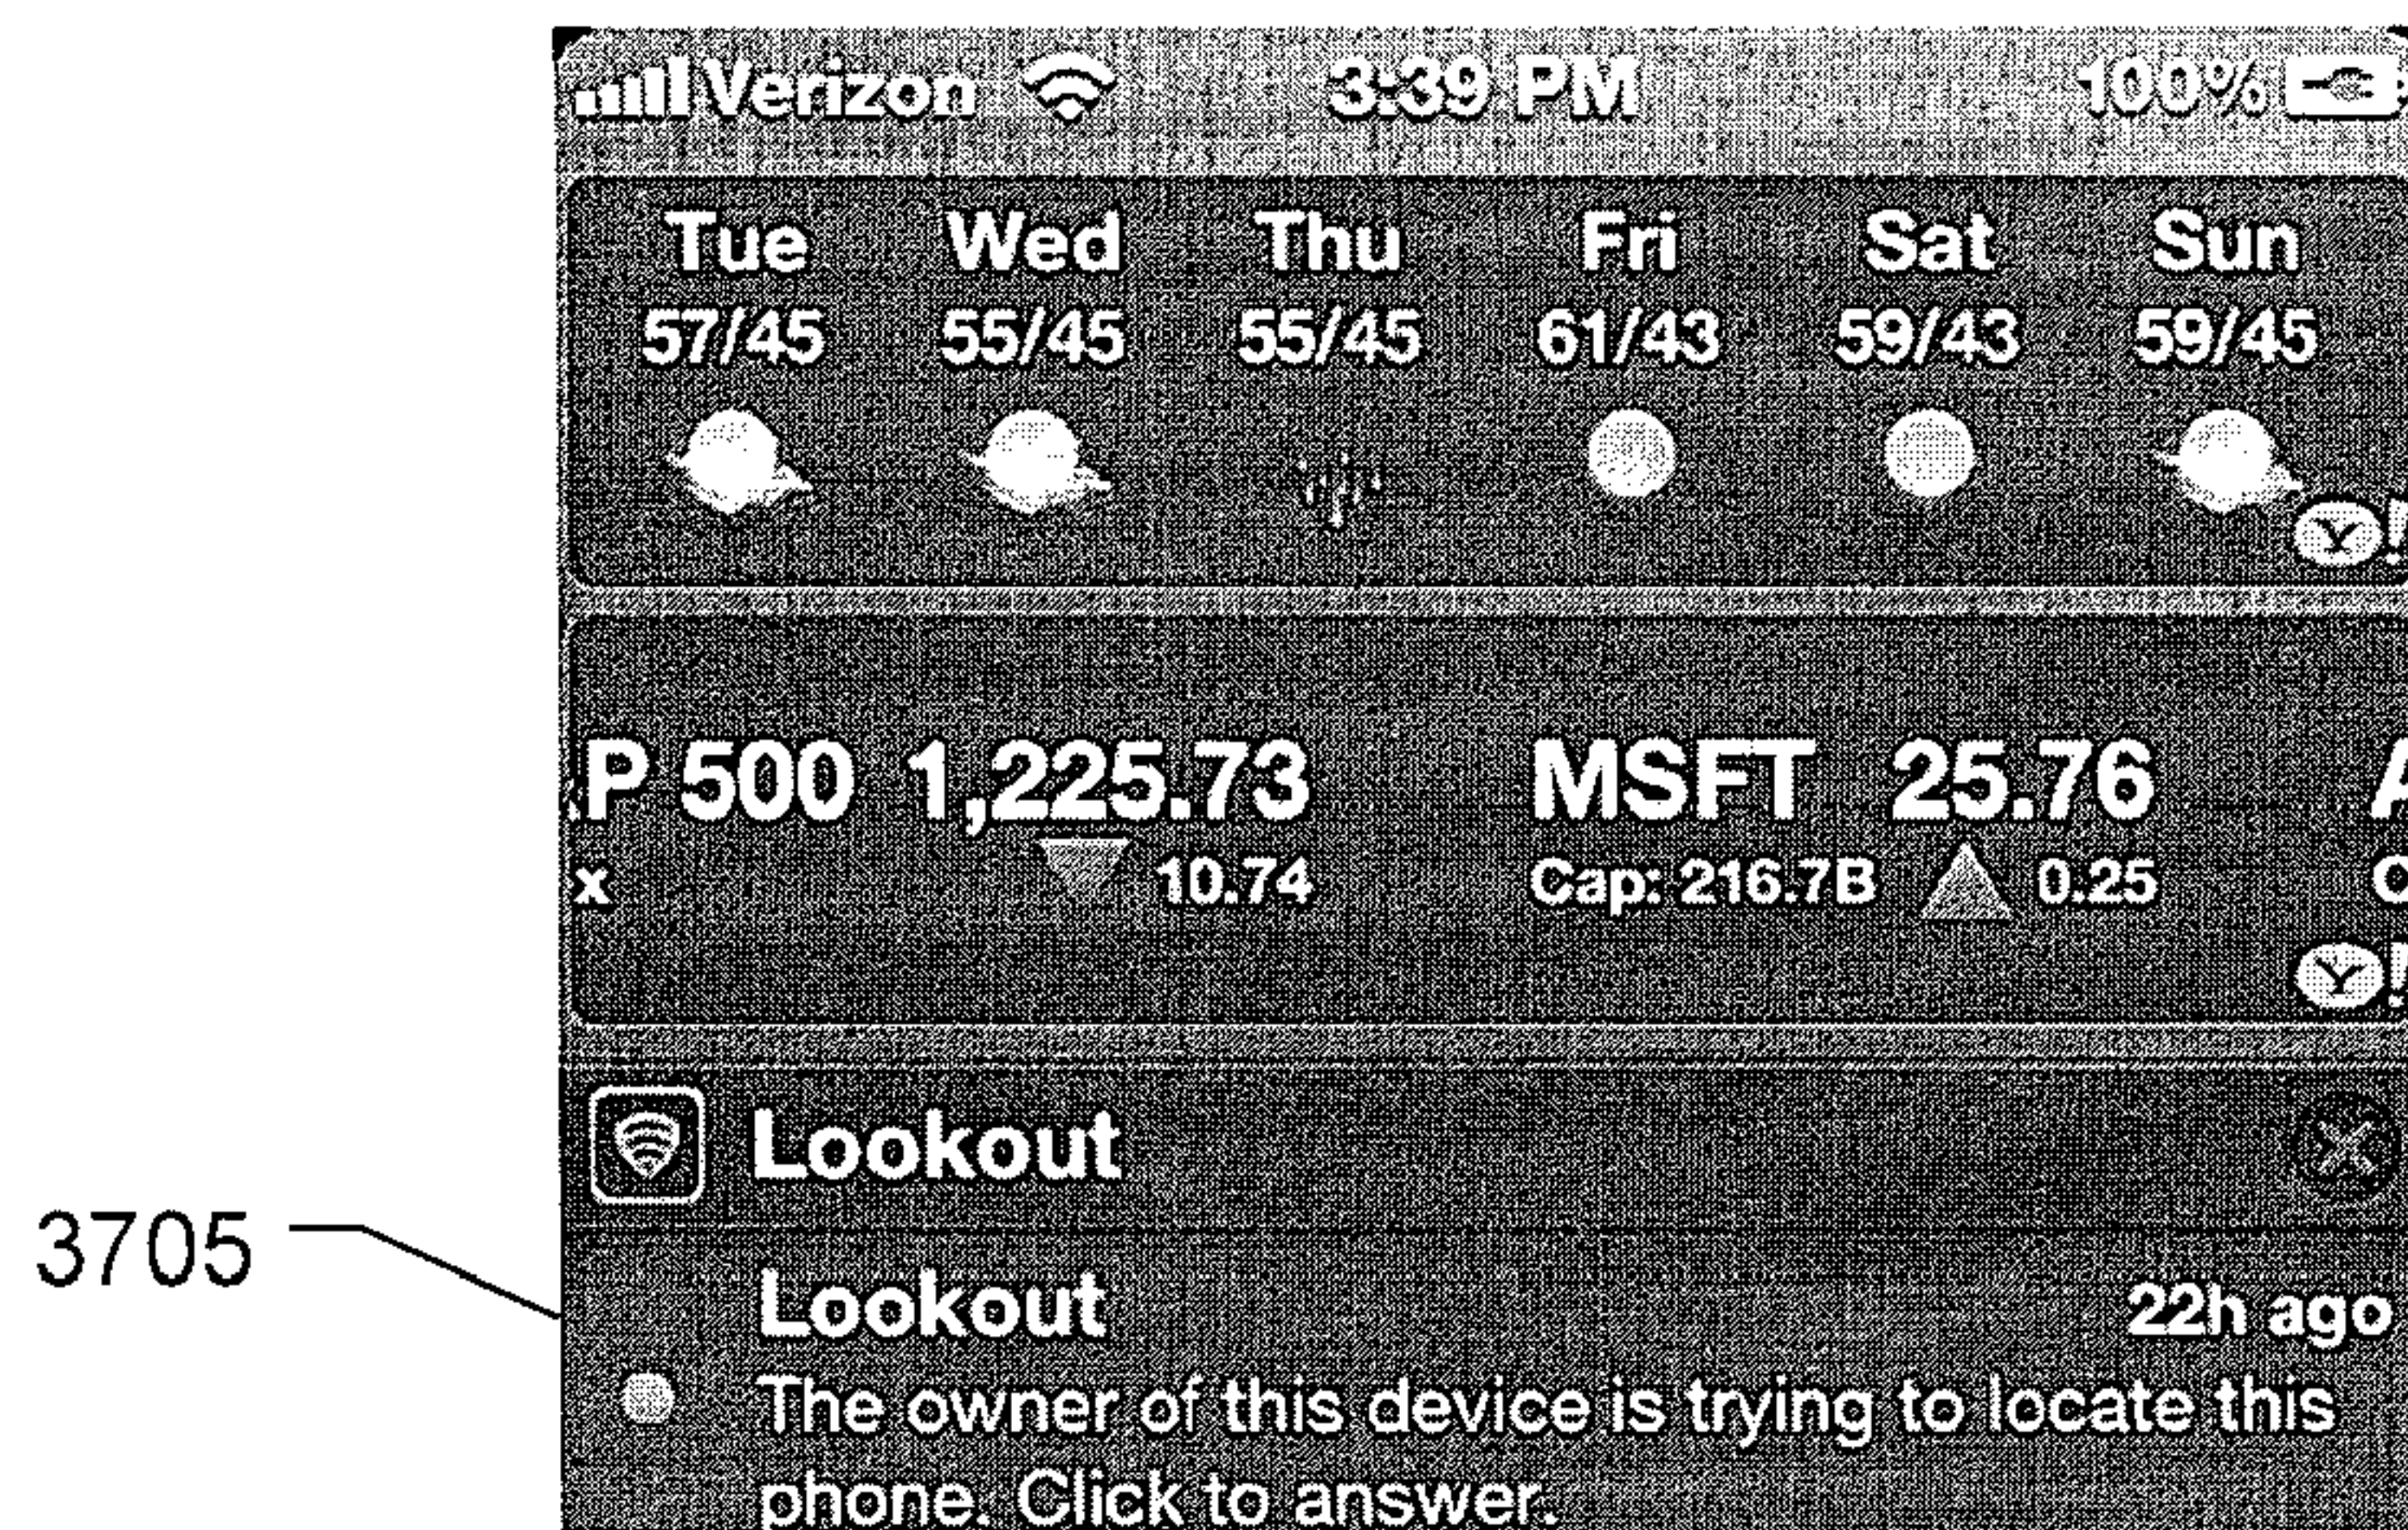 Verizon 3:39 PM 100%
Tue Wed Thu Fri Sat Sun
57/45 55/45 55/45 61/43 59/43 59/45
Y!
P 500 1,225.73 MSFT 25.76 A
x 10.74 Cap: 216.7B 0.25 C
Y!
Lookout
3705
Lookout 22h ago
The owner of this device is trying to locate this
phone. Click to answer.